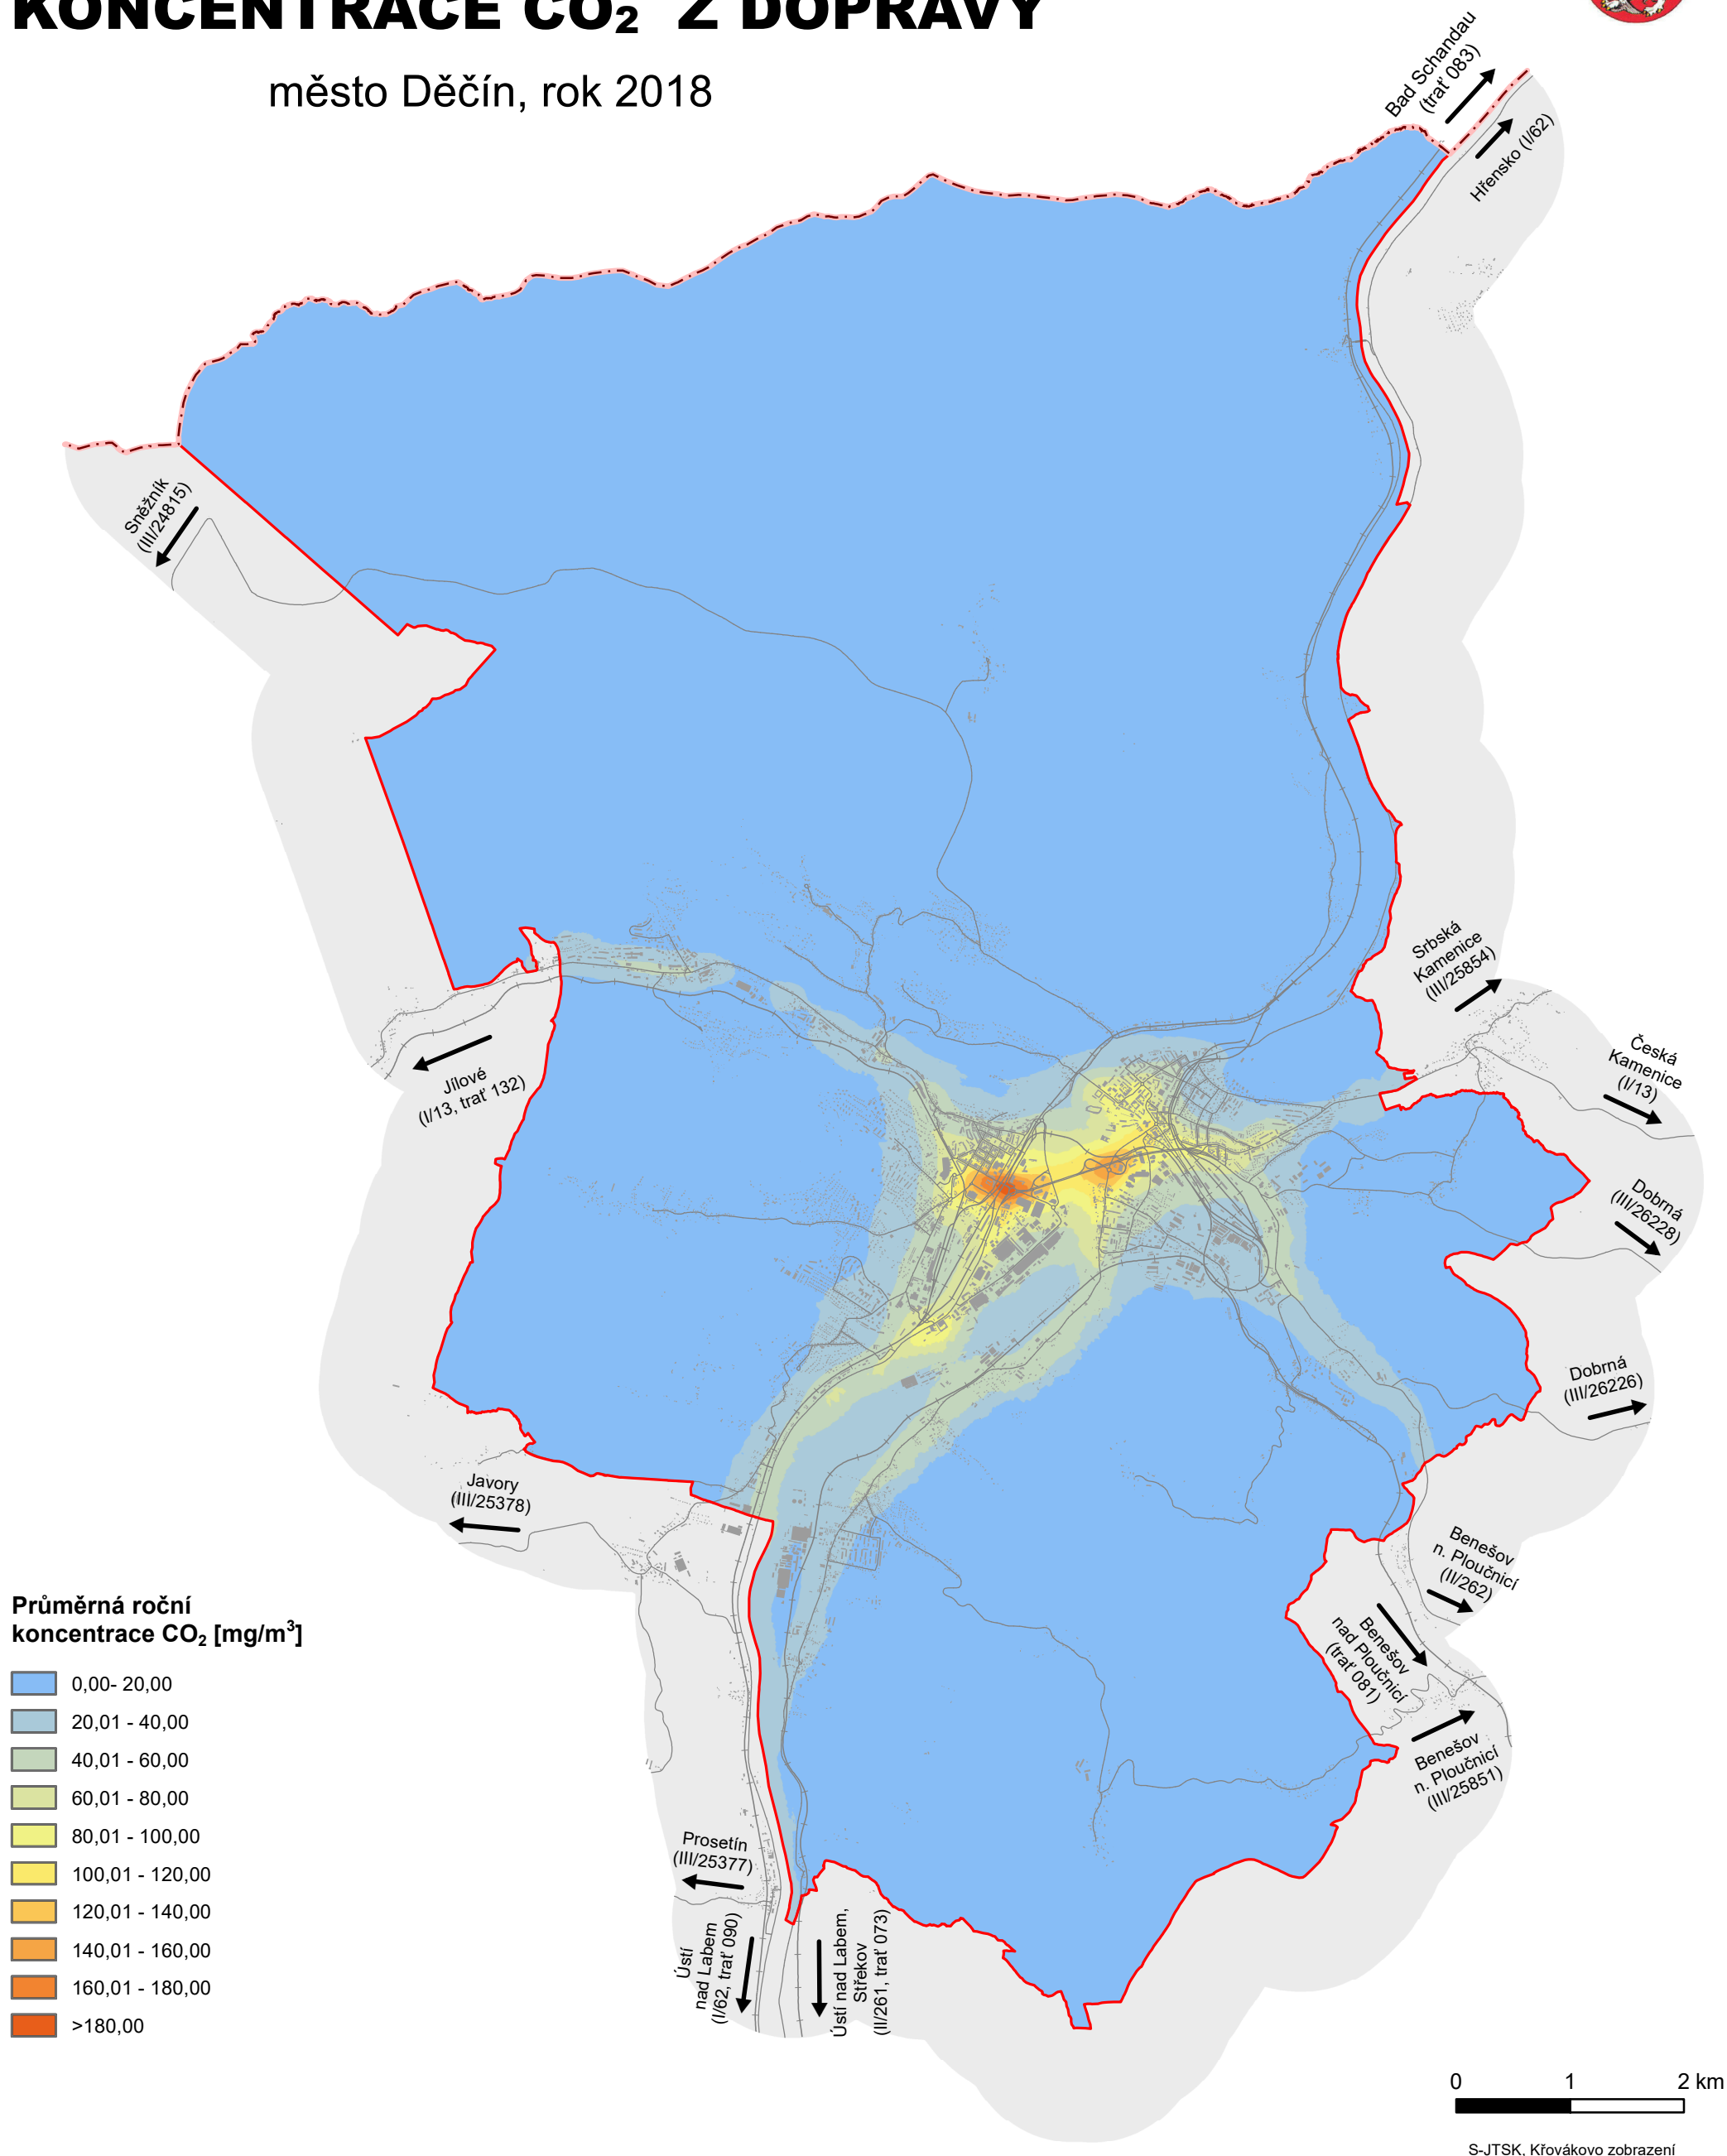 KONCENTRACE CO₂ Z DOPRAVY
město Děčín, rok 2018
Bad Schandau
(trať 083)
Hřensko (I/62)
Sněžník
(III/24815)
Srbská
Kamenice
(III/25854)
Česká
Kamenice
(I/13)
Jílové
(I/13, trať 132)
Dobrná
(III/26228)
Dobrná
(III/26226)
Javory
(III/25378)
Benešov
n. Ploučnicí
(II/262)
Benešov
nad Ploučnicí
(trať 081)
Benešov
n. Ploučnicí
(III/25851)
Prosetín
(III/25377)
Ústí
nad Labem
(I/62, trať 090)
Ústí nad Labem,
Střekov
(II/261, trať 073)
Průměrná roční
koncentrace CO₂ [mg/m³]
0,00- 20,00
20,01 - 40,00
40,01 - 60,00
60,01 - 80,00
80,01 - 100,00
100,01 - 120,00
120,01 - 140,00
140,01 - 160,00
160,01 - 180,00
>180,00
0 1 2 km
S-JTSK, Křovákovo zobrazení